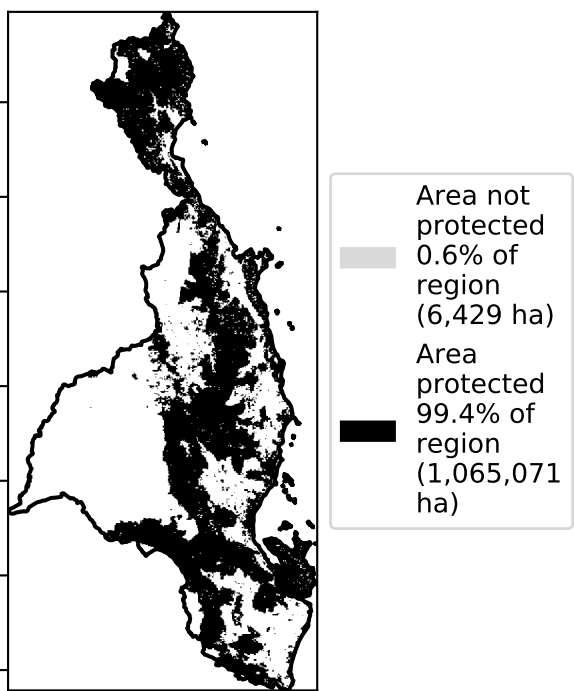 Area not
protected
0.6% of
region
(6,429 ha)
Area
protected
99.4% of
region
(1,065,071
ha)